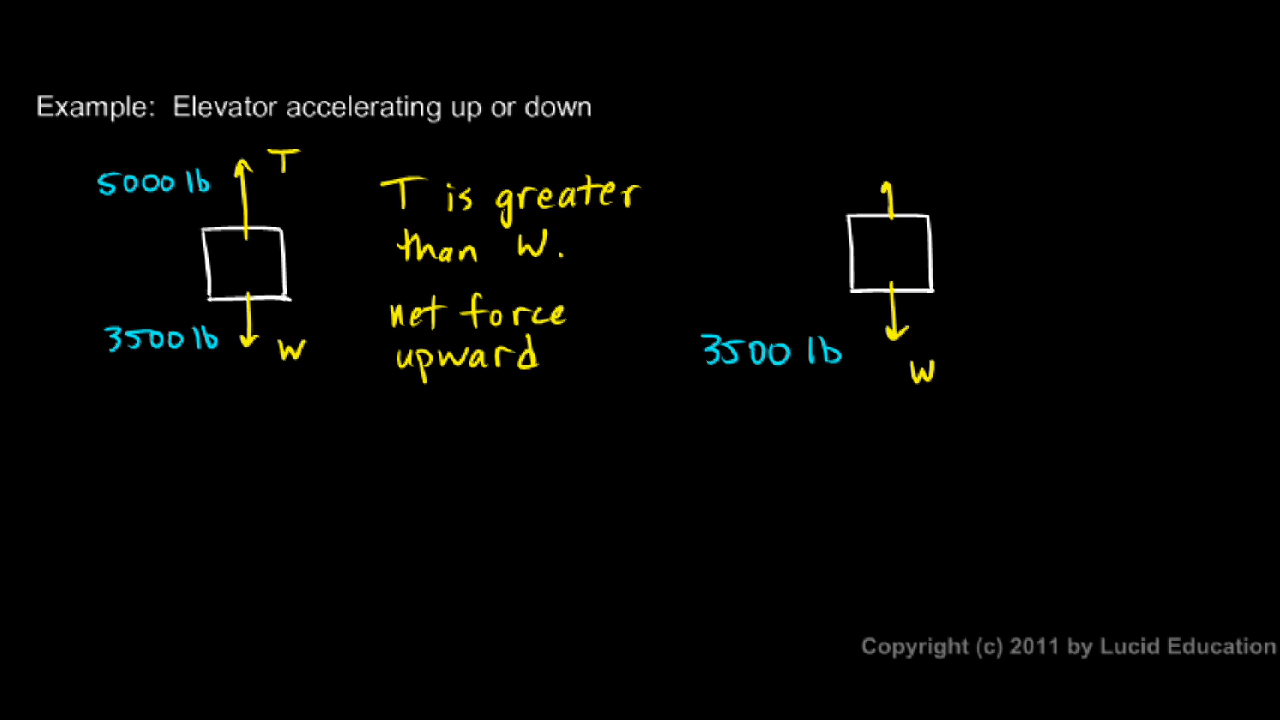 Example: Elevator accelerating up or down
5000 lb
T
3500 lb
W
T is greater
than W.
net force
upward
3500 lb
W
Copyright (c) 2011 by Lucid Education